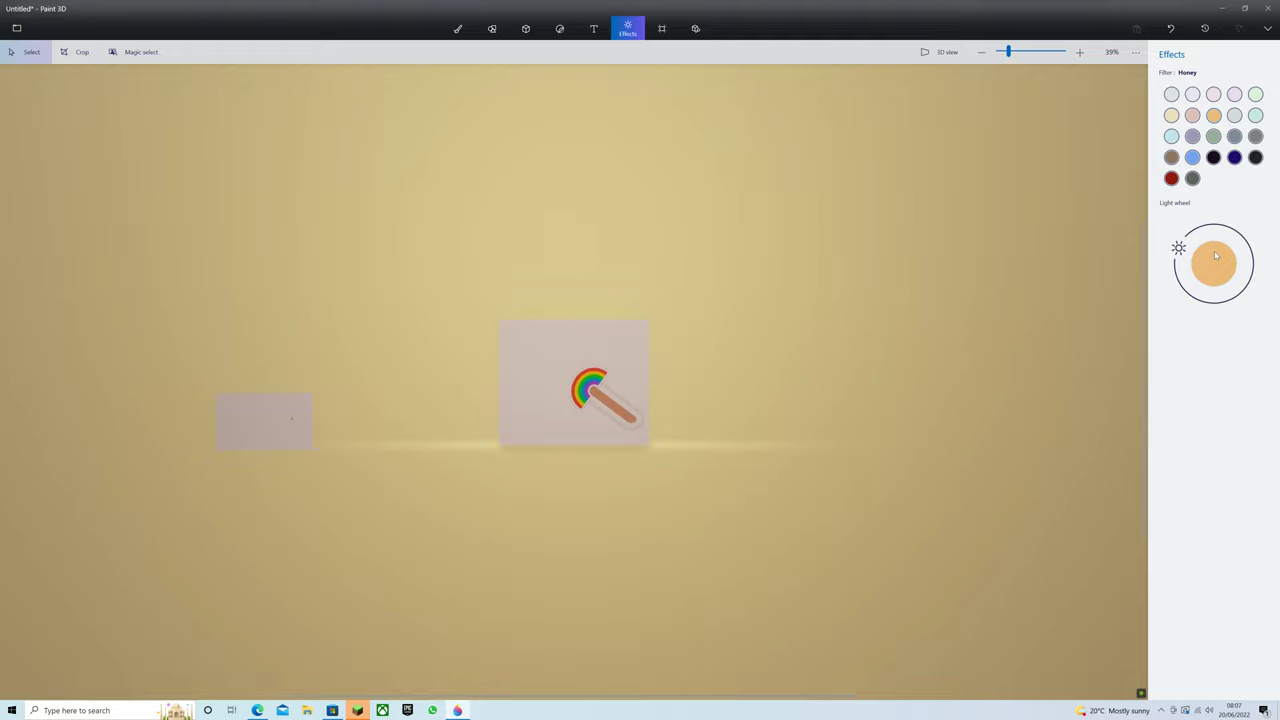 Untitled* - Paint 3D
T
Effects
Select
Crop
Magic select
3D view
39%
Effects
Filter : Honey
Light wheel
Type here to search
EPIC
20°C Mostly sunny
08:07
20/06/2022